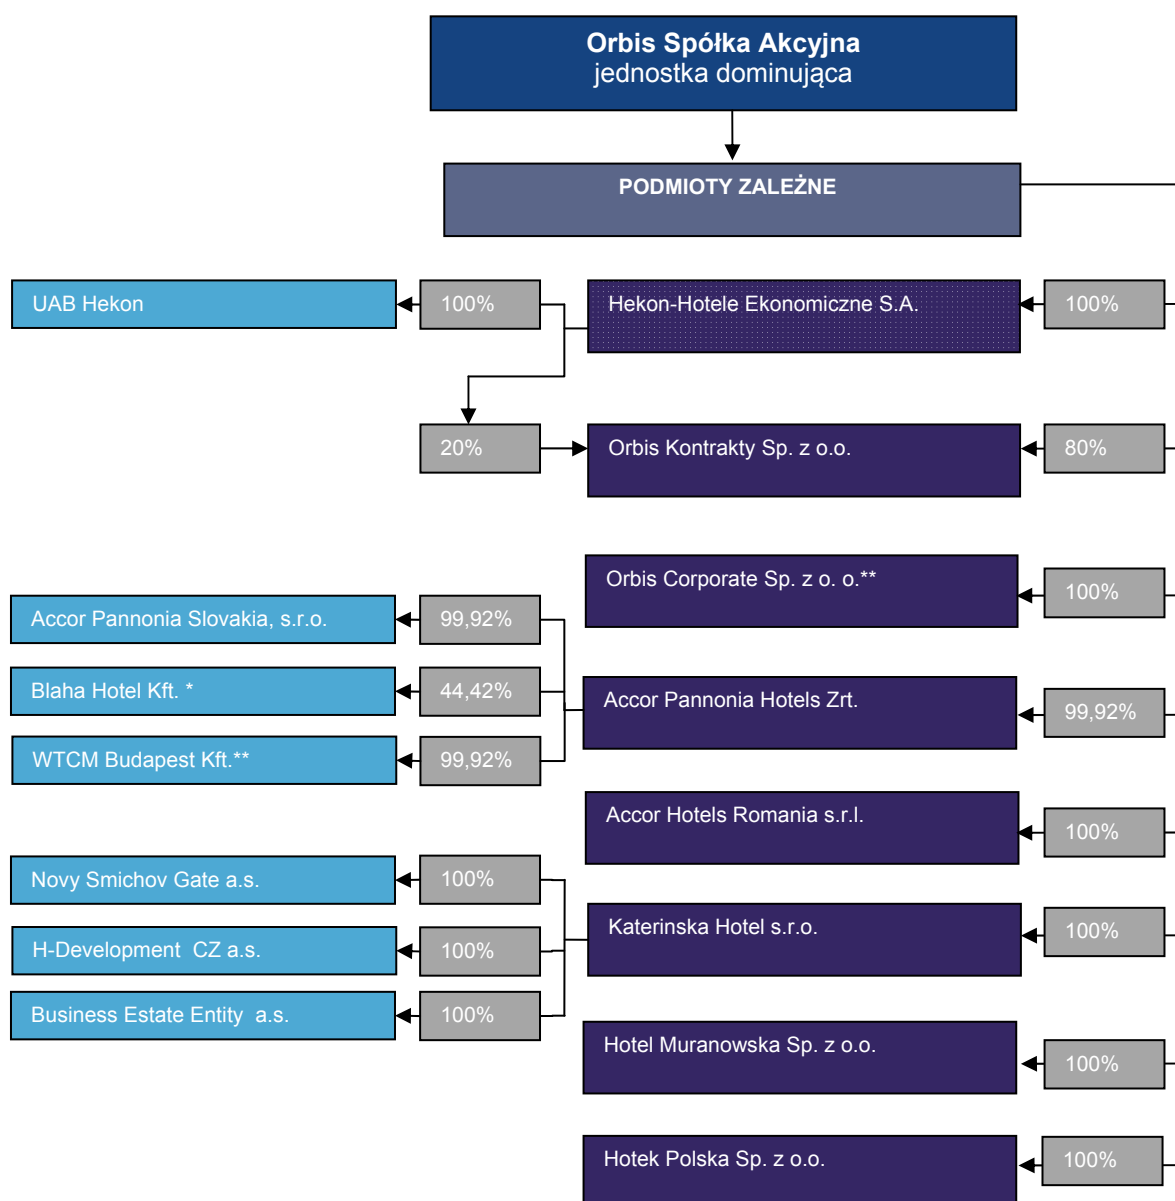 Orbis Spółka Akcyjna
jednostka dominująca
PODMIOTY ZALEŻNE
UAB Hekon
100%
Hekon-Hotele Ekonomiczne S.A.
100%
20%
Orbis Kontrakty Sp. z o.o.
80%
Orbis Corporate Sp. z o. o.**
100%
Accor Pannonia Slovakia, s.r.o.
99,92%
Blaha Hotel Kft. *
44,42%
Accor Pannonia Hotels Zrt.
99,92%
WTCM Budapest Kft.**
99,92%
Accor Hotels Romania s.r.l.
100%
Novy Smichov Gate a.s.
100%
Katerinska Hotel s.r.o.
100%
H-Development  CZ a.s.
100%
Business Estate Entity  a.s.
100%
Hotel Muranowska Sp. z o.o.
100%
Hotek Polska Sp. z o.o.
100%